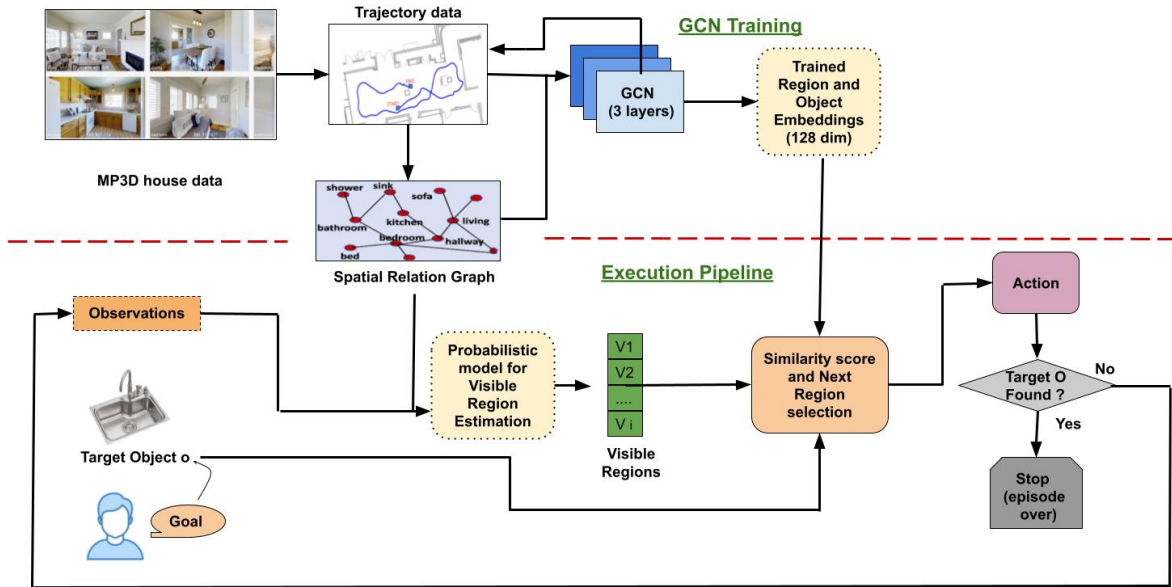 Trajectory data
GCN Training
END
START
GCN
(3 layers)
Trained
Region and
Object
Embeddings
(128 dim)
MP3D house data
shower
sink
sofa
bathroom
kitchen
living
bedroom
hallway
bed
Spatial Relation Graph
Execution Pipeline
Observations
Probabilistic
model for
Visible
Region
Estimation
V1
V2
....
V i
Visible
Regions
Similarity score
and Next
Region
selection
Action
Target O
Found ?
No
Yes
Stop
(episode
over)
Target Object o
Goal